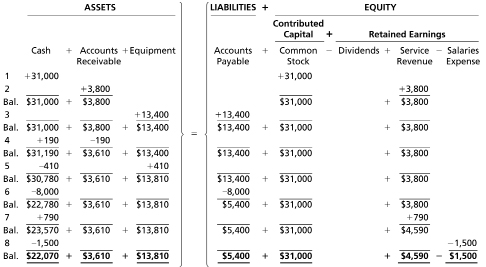 ASSETS LIABILITIES + EQUITY
Contributed
Capital + Retained Earnings
Cash + Accounts + Equipment Accounts + Common − Dividends + Service − Salaries
Receivable Payable Stock Revenue Expense
1 +31,000 +31,000
2 +3,800 +3,800
Bal. $31,000 + $3,800 $31,000 + $3,800
3 +13,400 +13,400
Bal. $31,000 + $3,800 + $13,400 = $13,400 + $31,000 + $3,800
4 +190 −190
Bal. $31,190 + $3,610 + $13,400 $13,400 + $31,000 + $3,800
5 −410 +410
Bal. $30,780 + $3,610 + $13,810 $13,400 + $31,000 + $3,800
6 −8,000 −8,000
Bal. $22,780 + $3,610 + $13,810 $5,400 + $31,000 + $3,800
7 +790 +790
Bal. $23,570 + $3,610 + $13,810 $5,400 + $31,000 + $4,590
8 −1,500 −1,500
Bal. $22,070 + $3,610 + $13,810 $5,400 + $31,000 + $4,590 − $1,500